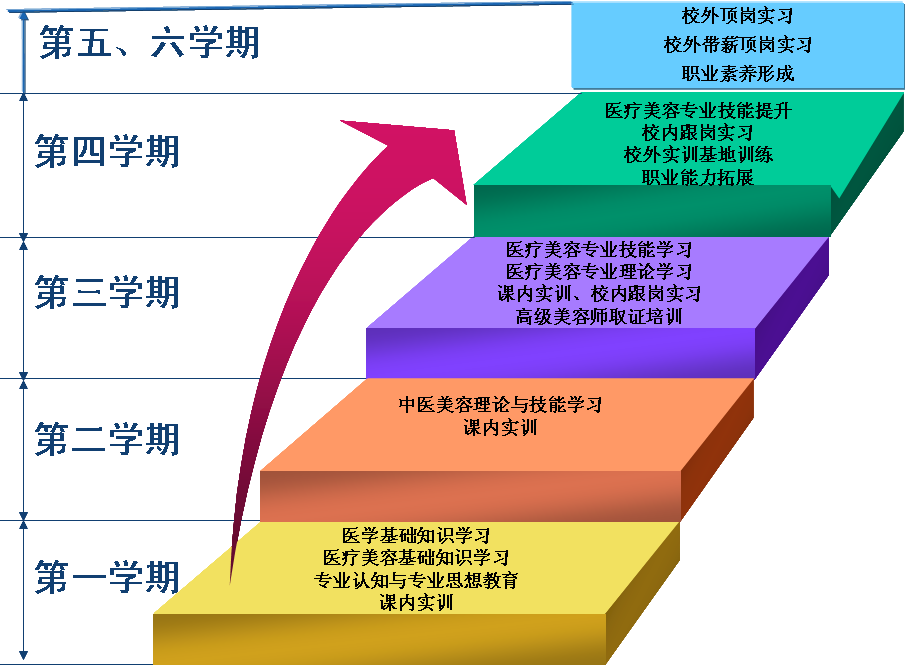 第五、六学期
校外顶岗实习
校外带薪顶岗实习
职业素养形成
第四学期
医疗美容专业技能提升
校内跟岗实习
校外实训基地训练
职业能力拓展
第三学期
医疗美容专业技能学习
医疗美容专业理论学习
课内实训、校内跟岗实习
高级美容师取证培训
第二学期
中医美容理论与技能学习
课内实训
第一学期
医学基础知识学习
医疗美容基础知识学习
专业认知与专业思想教育
课内实训